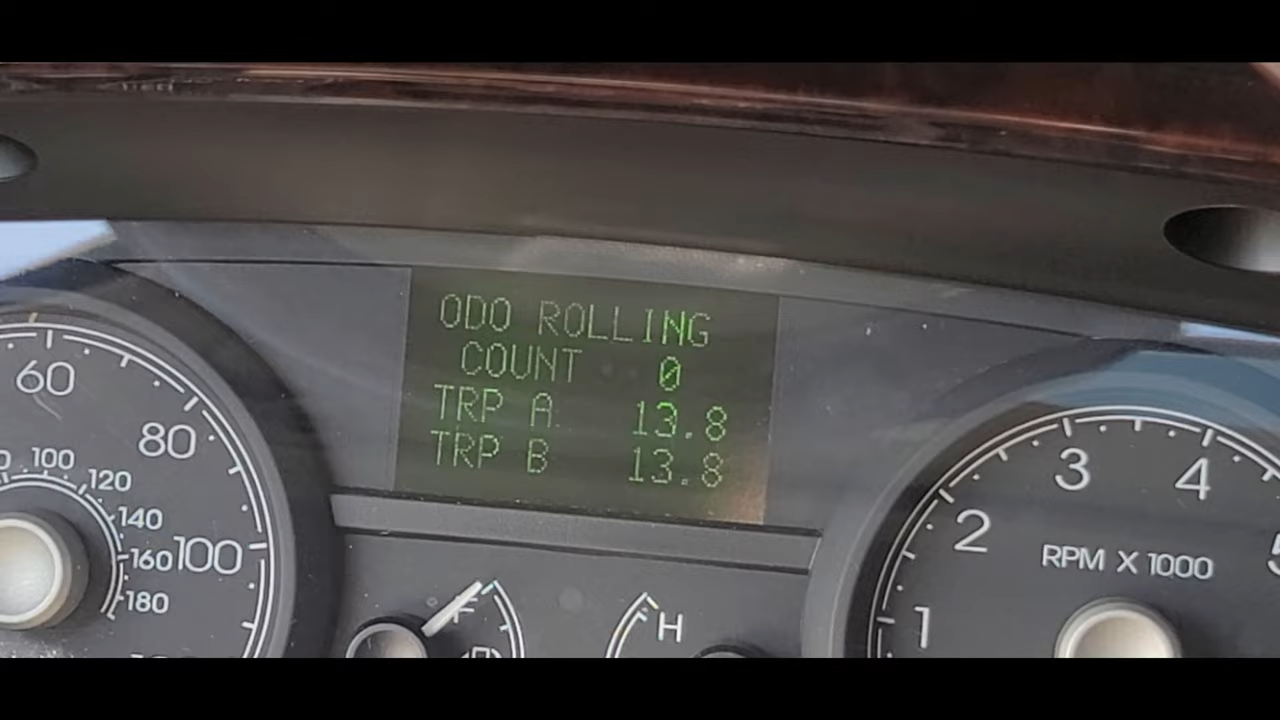 ODO ROLLING
COUNT 0
TRP A 13.8
TRP B 13.8
60
80
100
100
120
140
160
180
F
H
1
2
3
4
RPM X 1000